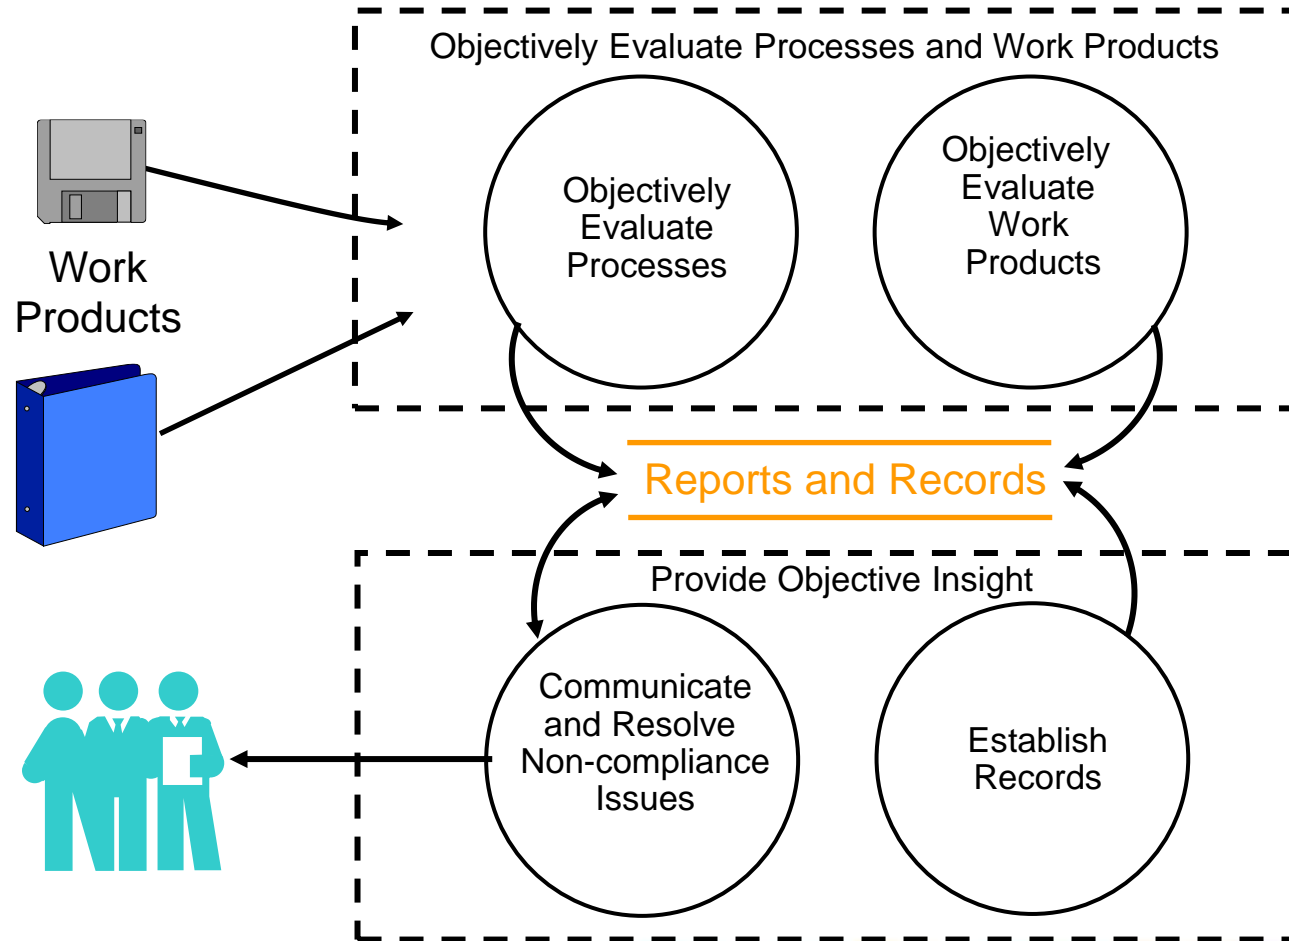 Objectively Evaluate Processes and Work Products
Objectively
Evaluate
Processes
Objectively
Evaluate
Work
Products
Work
Products
Reports and Records
Provide Objective Insight
Communicate
and Resolve
Non-compliance
Issues
Establish
Records